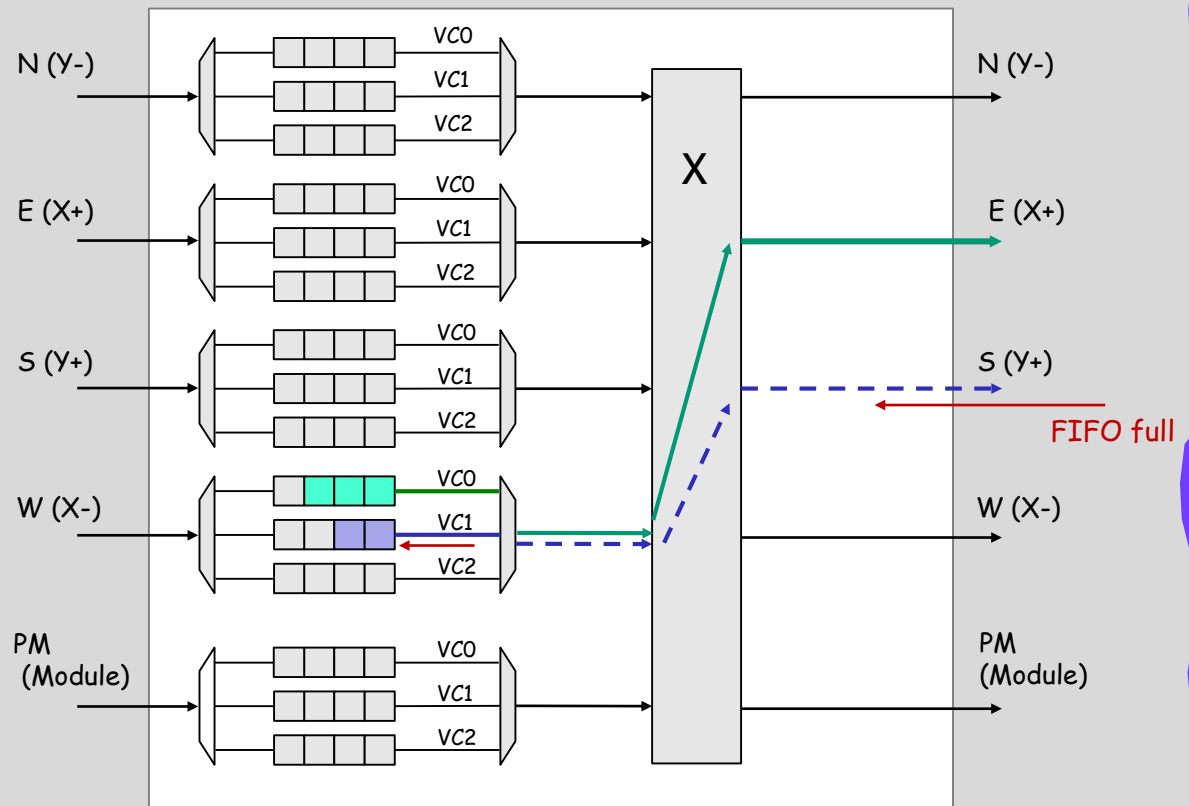 N (Y-)
VC0
VC1
VC2
N (Y-)
X
E (X+)
VC0
VC1
VC2
E (X+)
S (Y+)
VC0
VC1
VC2
S (Y+)
FIFO full
W (X-)
VC0
VC1
VC2
W (X-)
PM
(Module)
VC0
VC1
VC2
PM
(Module)